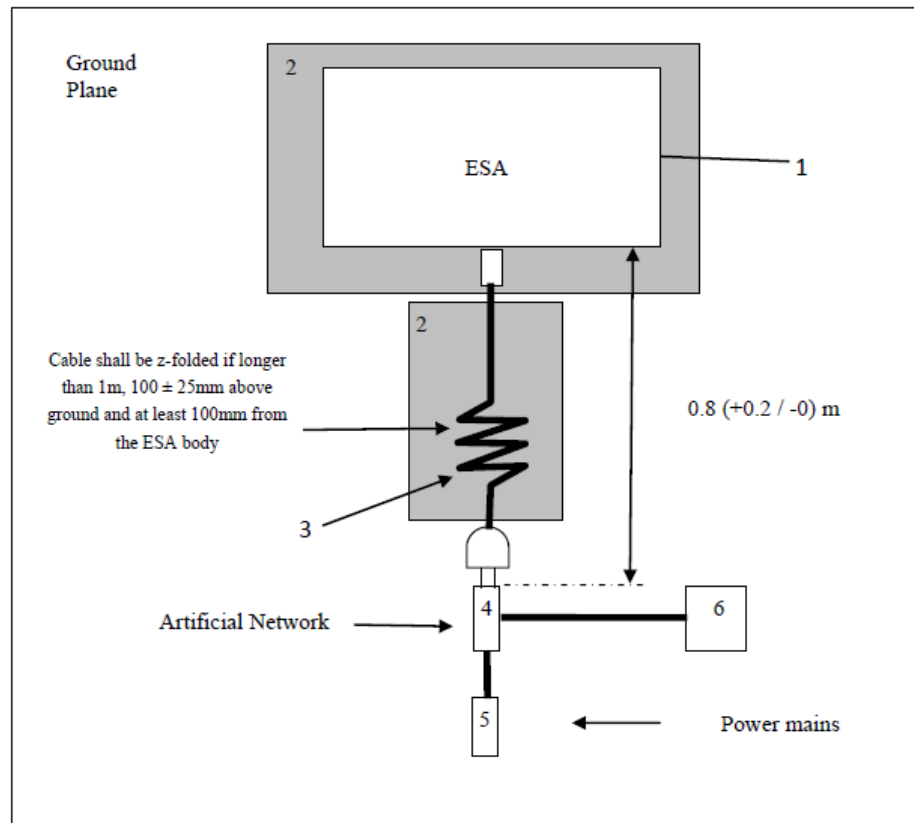 Ground
Plane
2
ESA
1
2
Cable shall be z-folded if longer
than 1m, 100 ± 25mm above
ground and at least 100mm from
the ESA body
0.8 (+0.2 / -0) m
3
4
6
Artificial Network
5
Power mains